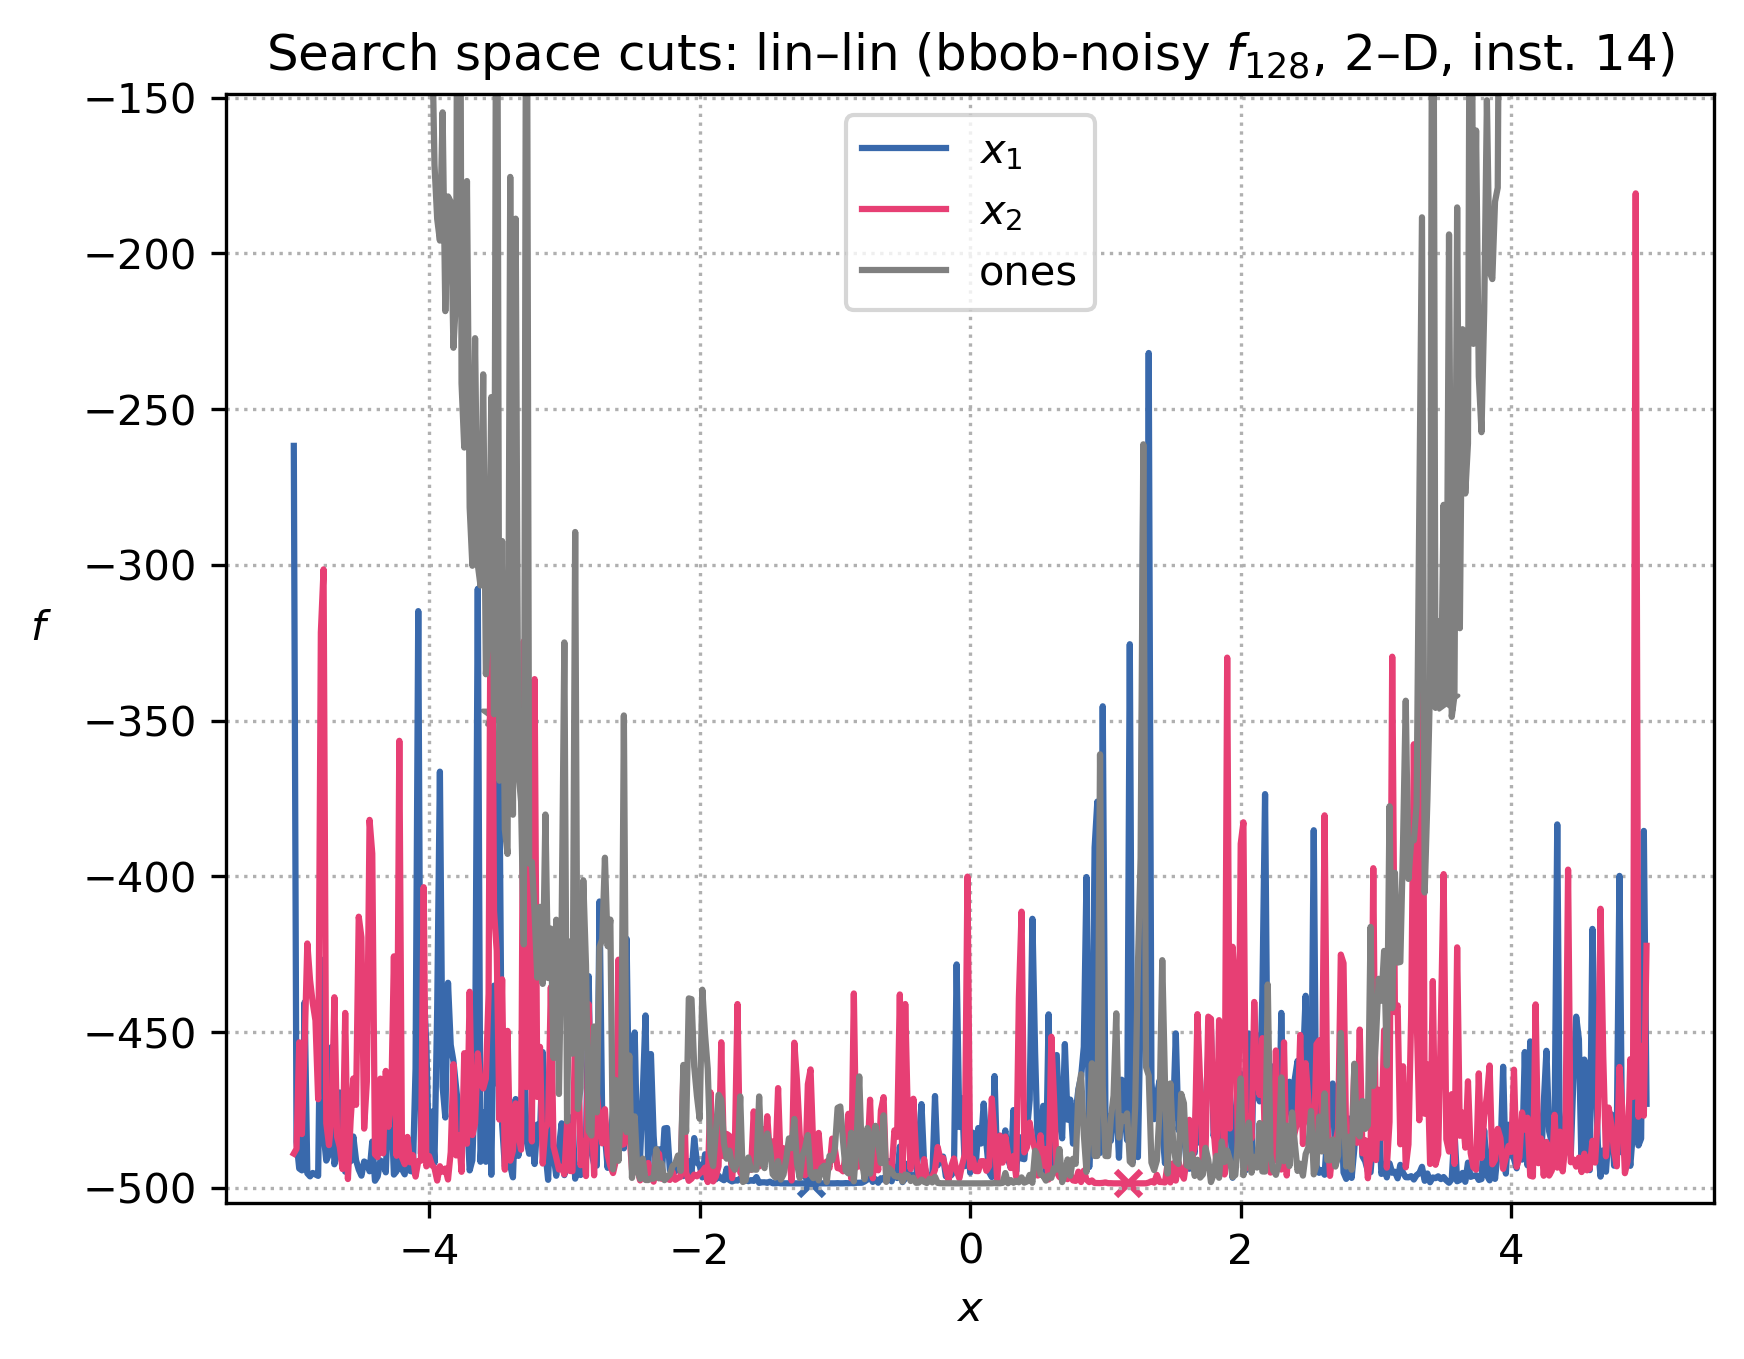 Search space cuts: lin–lin (bbob-noisy f₁₂₈, 2–D, inst. 14)
−150
−200
−250
−300
−350
−400
−450
−500
f
x₁
x₂
ones
−4 −2 0 2 4
x